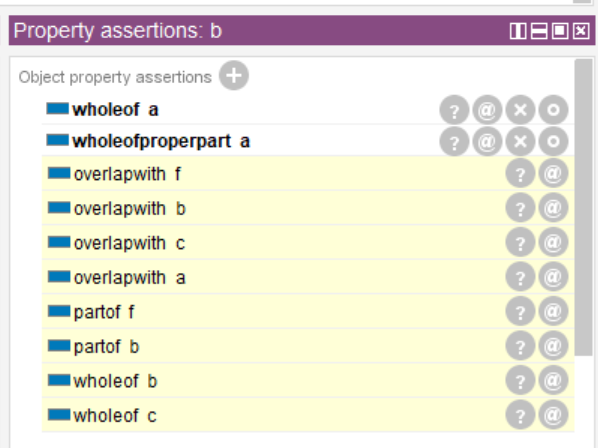 Property assertions: b
Object property assertions
wholeof a
wholeofproperpart a
overlapwith f
overlapwith b
overlapwith c
overlapwith a
partof f
partof b
wholeof b
wholeof c